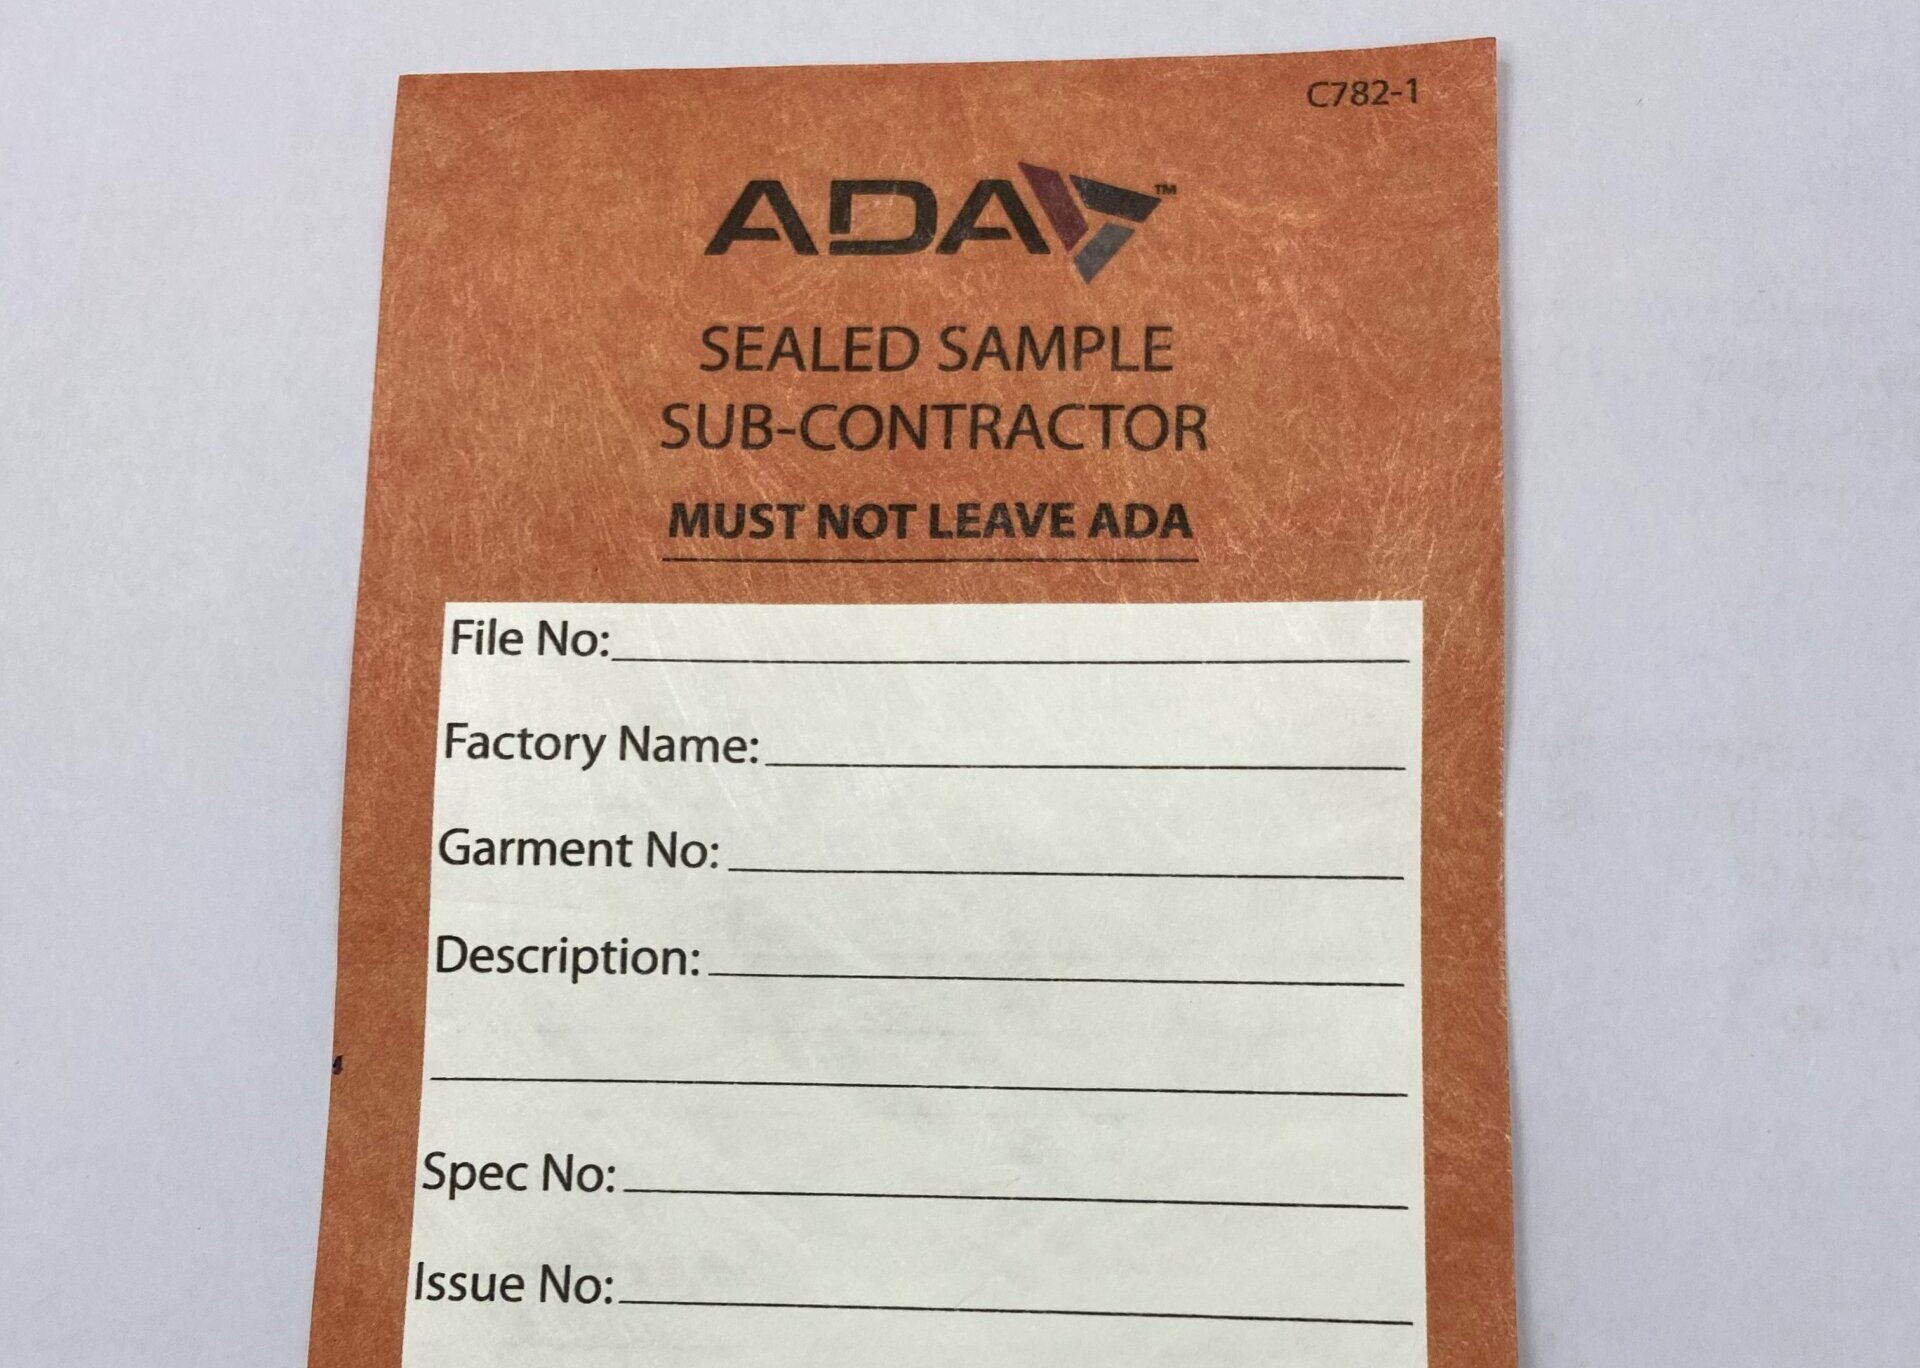 C782-1
ADA™
SEALED SAMPLE
SUB-CONTRACTOR
MUST NOT LEAVE ADA
File No:
Factory Name:
Garment No:
Description:
Spec No:
Issue No: